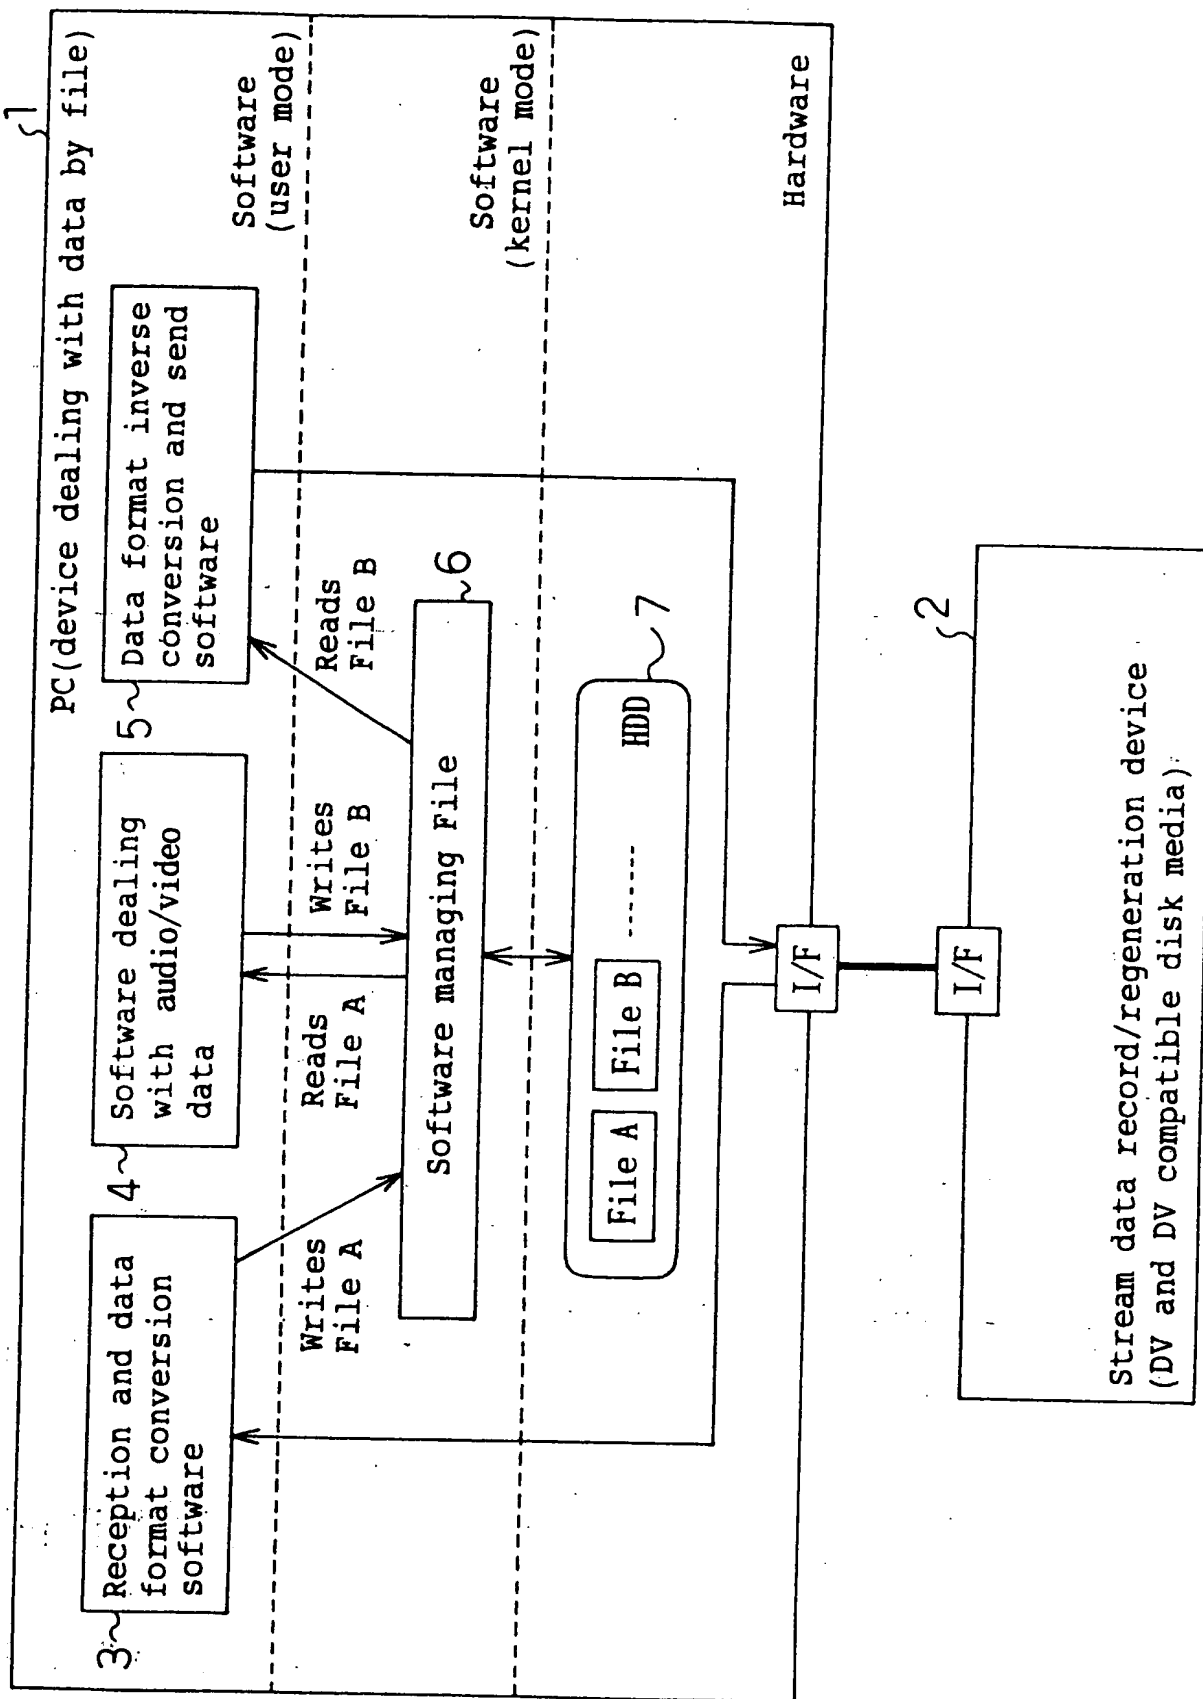 1
PC(device dealing with data by file)
3
Reception and data
format conversion
software
4
Software dealing
with audio/video
data
5
Data format inverse
conversion and send
software
Software
(user mode)
Writes
File A
Reads
File A
Writes
File B
Reads
File B
6
Software managing File
Software
(kernel mode)
7
File A
File B
HDD
Hardware
I/F
I/F
2
Stream data record/regeneration device
(DV and DV compatible disk media)